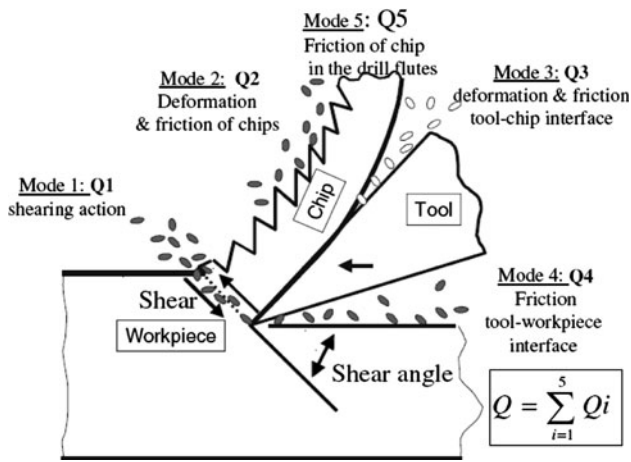 Mode 5: Q5
Friction of chip
in the drill flutes
Mode 2: Q2
Deformation
& friction of chips
Mode 3: Q3
deformation & friction
tool-chip interface
Mode 1: Q1
shearing action
Chip
Tool
Mode 4: Q4
Friction
tool-workpiece
interface
Shear
Workpiece
Shear angle
Q = \sum_{i=1}^{5} Qi